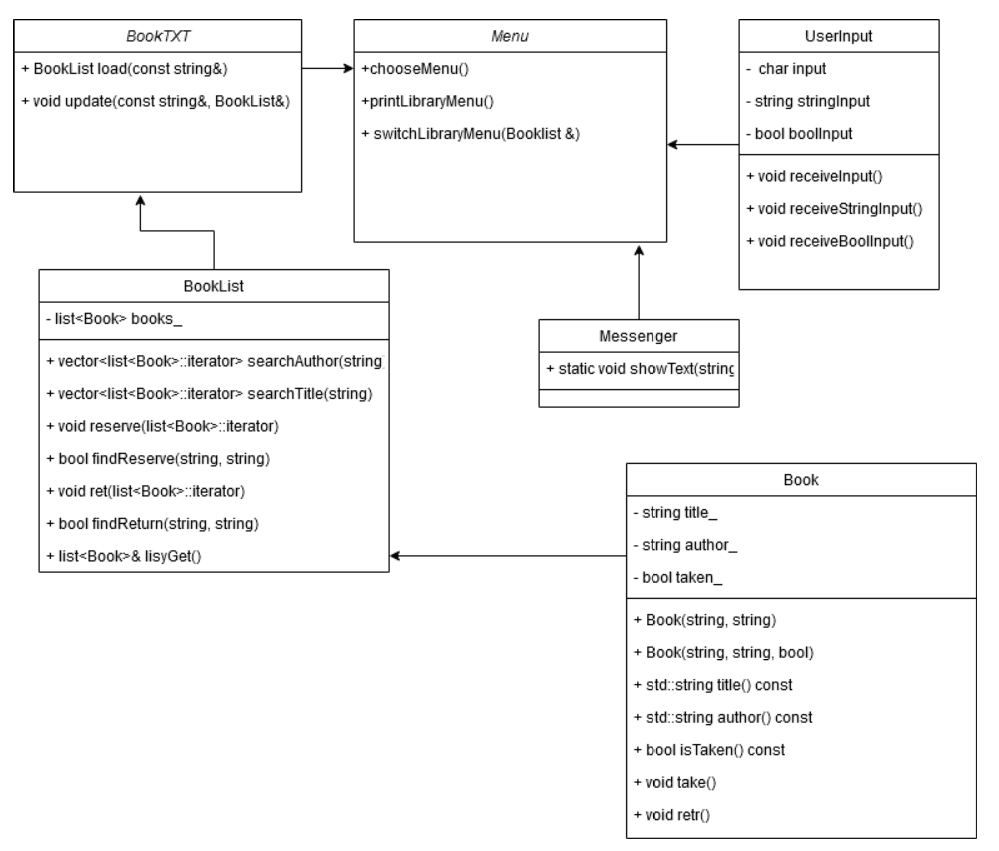 BookTXT
+ BookList load(const string&)
+ void update(const string&, BookList&)
Menu
+chooseMenu()
+printLibraryMenu()
+ switchLibraryMenu(Booklist &)
UserInput
- char input
- string stringInput
- bool boolInput
+ void receiveInput()
+ void receiveStringInput()
+ void receiveBoolInput()
BookList
- list<Book> books_
+ vector<list<Book>::iterator> searchAuthor(string
+ vector<list<Book>::iterator> searchTitle(string)
+ void reserve(list<Book>::iterator)
+ bool findReserve(string, string)
+ void ret(list<Book>::iterator)
+ bool findReturn(string, string)
+ list<Book>& lisyGet()
Messenger
+ static void showText(string
Book
- string title_
- string author_
- bool taken_
+ Book(string, string)
+ Book(string, string, bool)
+ std::string title() const
+ std::string author() const
+ bool isTaken() const
+ void take()
+ void retr()